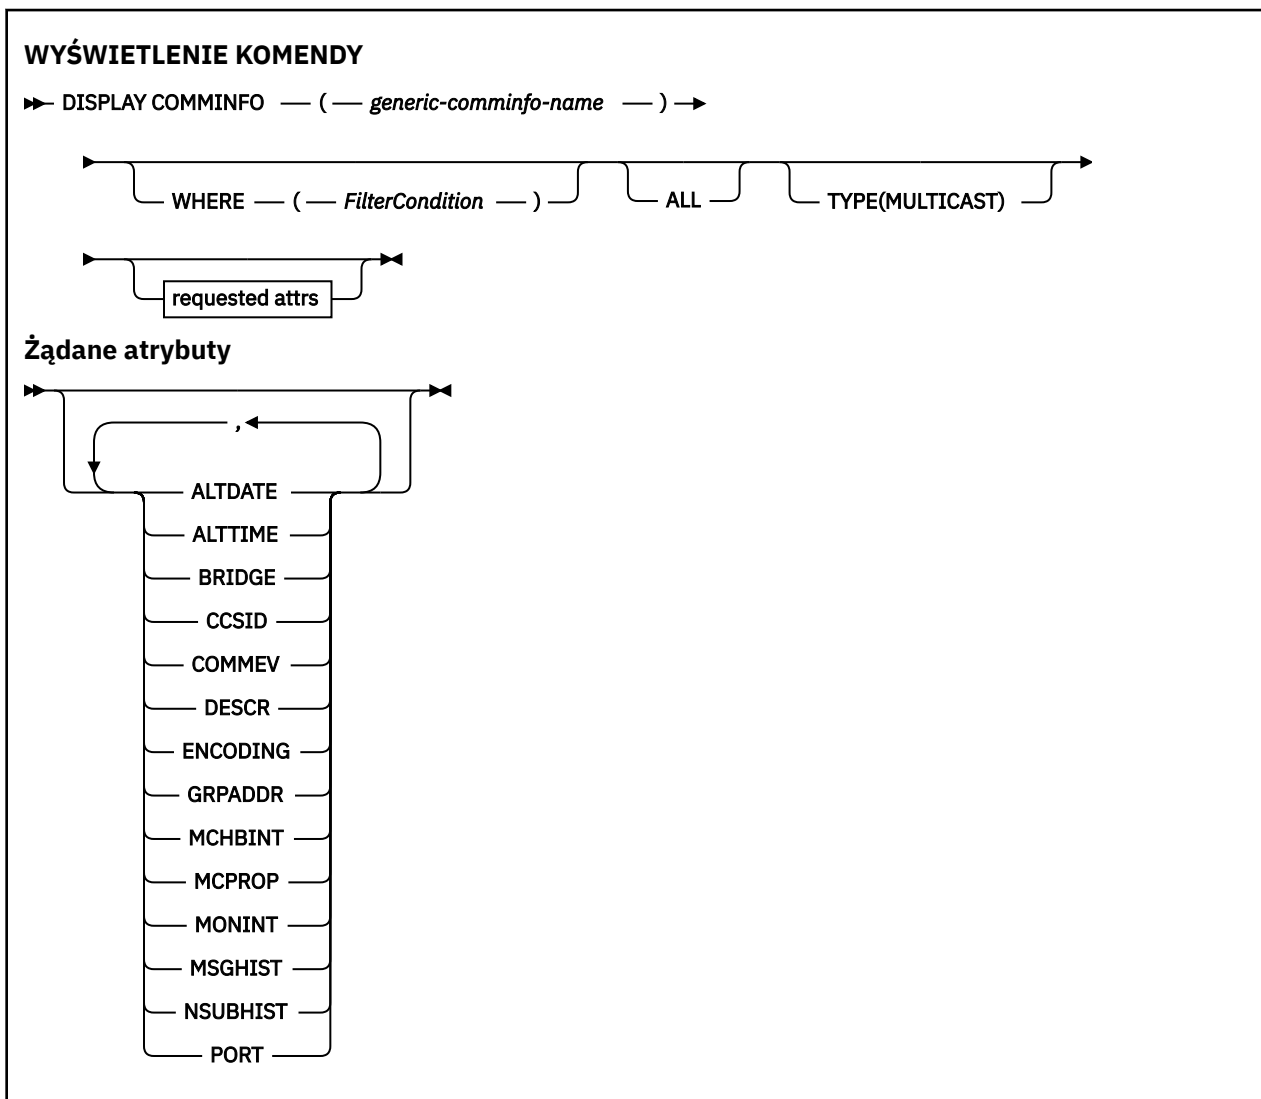 WYŚWIETLENIE KOMENDY
DISPLAY COMMINFO ( generic-comminfo-name )
WHERE ( FilterCondition ) ALL TYPE(MULTICAST)
requested attrs
Żądane atrybuty
,
ALTDATE
ALTTIME
BRIDGE
CCSID
COMMEV
DESCR
ENCODING
GRPADDR
MCHBINT
MCPROP
MONINT
MSGHIST
NSUBHIST
PORT